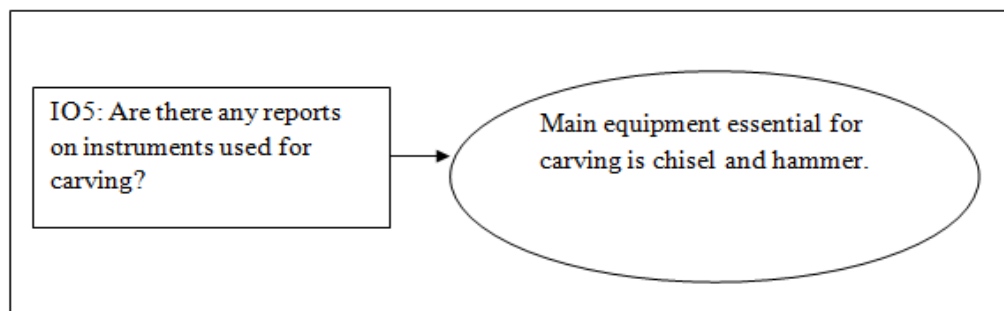 IO5: Are there any reports
on instruments used for
carving?
Main equipment essential for
carving is chisel and hammer.